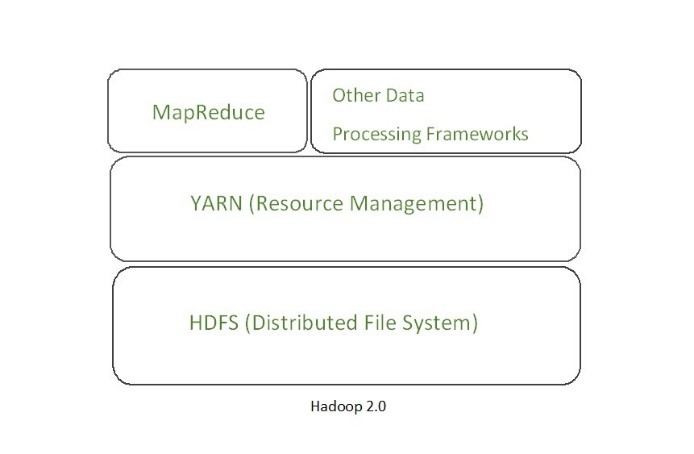 MapReduce
Other Data
Processing Frameworks
YARN (Resource Management)
HDFS (Distributed File System)
Hadoop 2.0